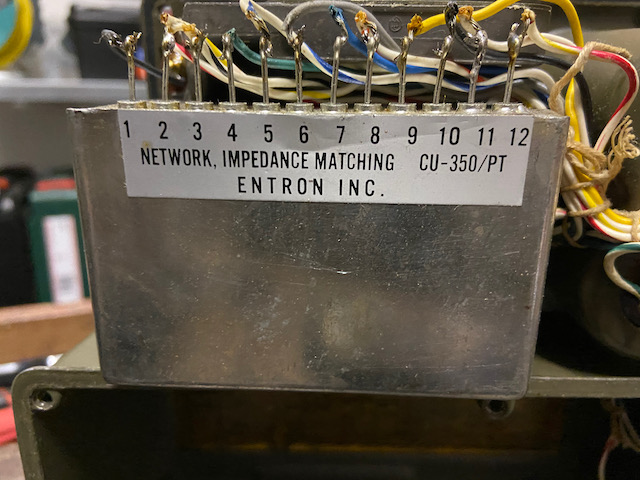 1 2 3 4 5 6 7 8 9 10 11 12
NETWORK, IMPEDANCE MATCHING CU-350/PT
ENTRON INC.